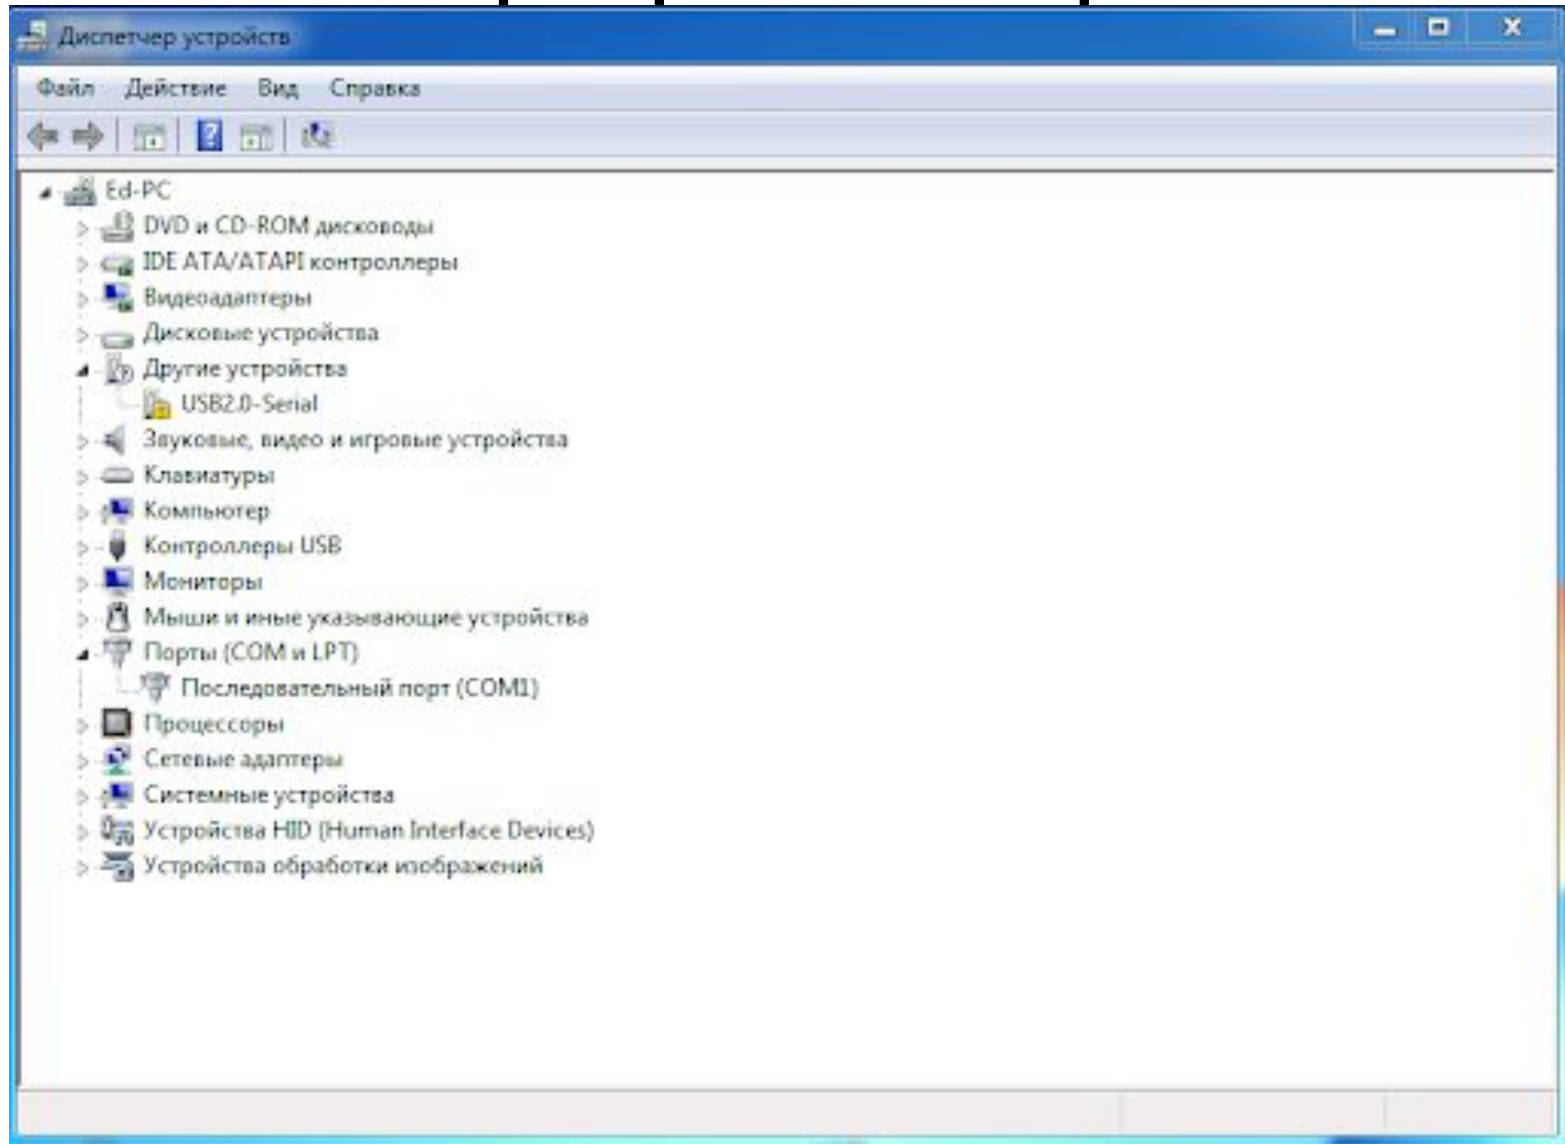 Диспетчер устройств
Файл Действие Вид Справка
Ed-PC
DVD и CD-ROM дисководы
IDE ATA/ATAPI контроллеры
Видеоадаптеры
Дисковые устройства
Другие устройства
USB2.0-Serial
Звуковые, видео и игровые устройства
Клавиатуры
Компьютер
Контроллеры USB
Мониторы
Мыши и иные указывающие устройства
Порты (COM и LPT)
Последовательный порт (COM1)
Процессоры
Сетевые адаптеры
Системные устройства
Устройства HID (Human Interface Devices)
Устройства обработки изображений